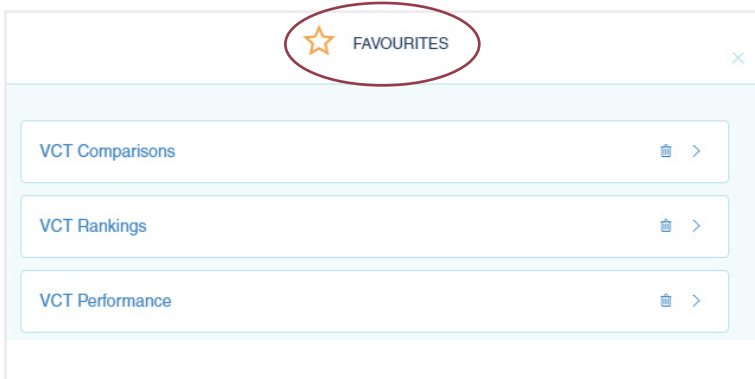 FAVOURITES
VCT Comparisons
VCT Rankings
VCT Performance